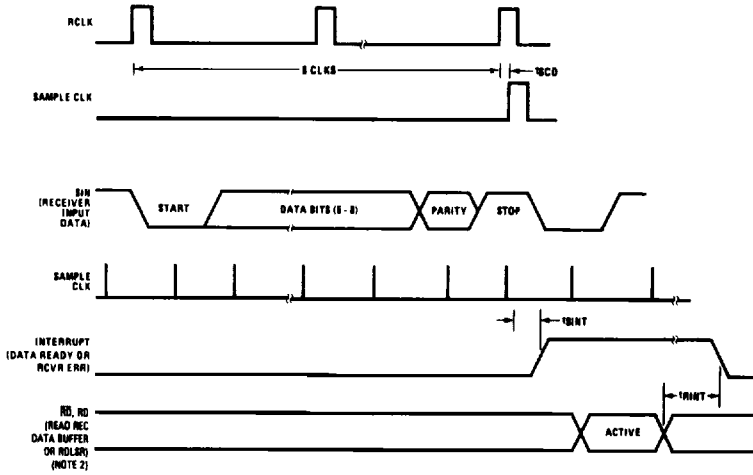 RCLK
8 CLKS
tSCD
SAMPLE CLK
SIN
(RECEIVER
INPUT
DATA)
START
DATA BITS (5 - 8)
PARITY
STOP
SAMPLE
CLK
tSINT
INTERRUPT
(DATA READY OR
RCVR ERR)
tRINT
RD, RD
(READ REC
DATA BUFFER
OR RDLSR)
(NOTE 2)
ACTIVE